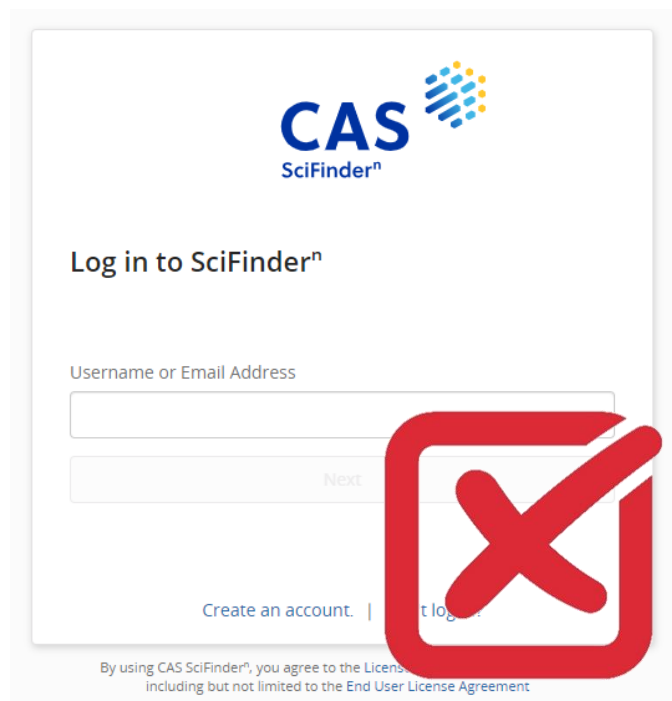 CAS
SciFinderⁿ
Log in to SciFinderⁿ
Username or Email Address
Next
Create an account. |
By using CAS SciFinderⁿ, you agree to the
including but not limited to the End User License Agreement